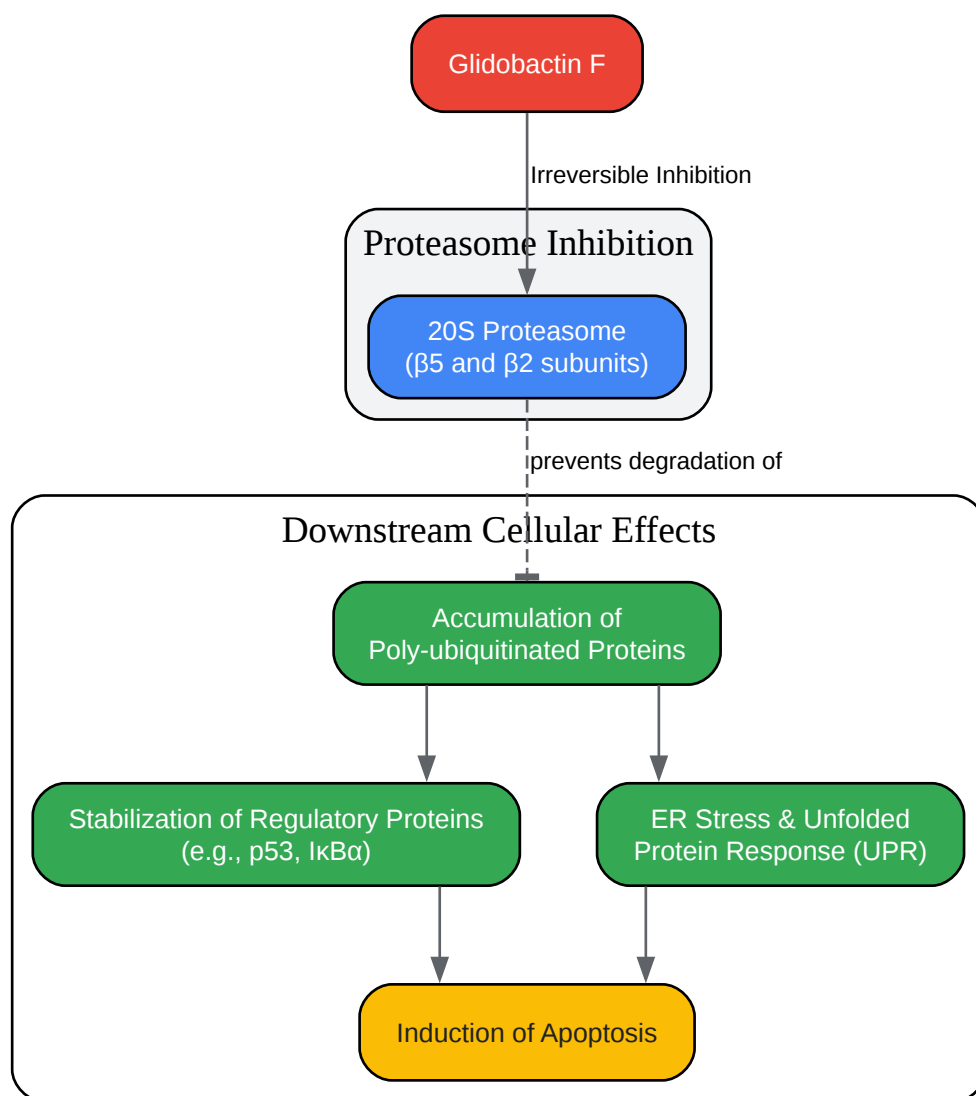 Glidobactin F
Irreversible Inhibition
Proteasome Inhibition
20S Proteasome
(β5 and β2 subunits)
prevents degradation of
Downstream Cellular Effects
Accumulation of
Poly-ubiquitinated Proteins
Stabilization of Regulatory Proteins
(e.g., p53, IκBα)
ER Stress & Unfolded
Protein Response (UPR)
Induction of Apoptosis